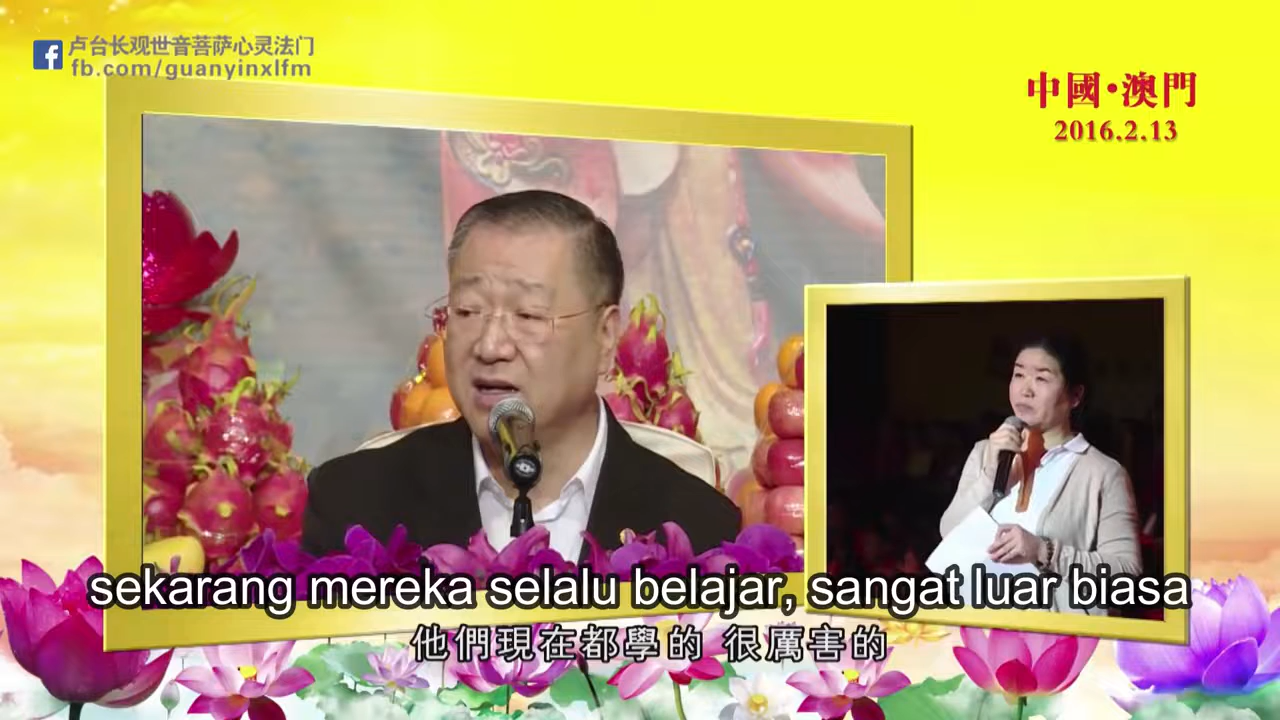 卢台长观世音菩萨心灵法门
fb.com/guanyinxlfm
中國·澳門
2016.2.13
sekarang mereka selalu belajar, sangat luar biasa
他們現在都學的 很厲害的